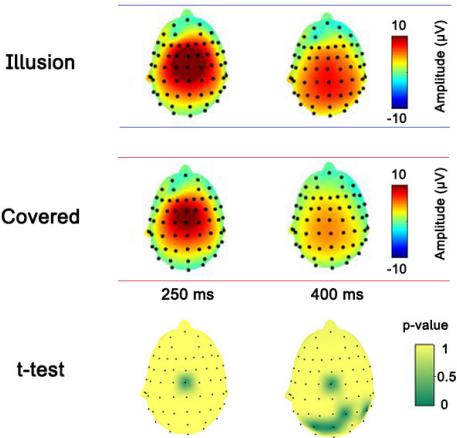 Illusion
10
-10
Amplitude (μV)
Covered
10
-10
Amplitude (μV)
250 ms
400 ms
t-test
p-value
1
0.5
0